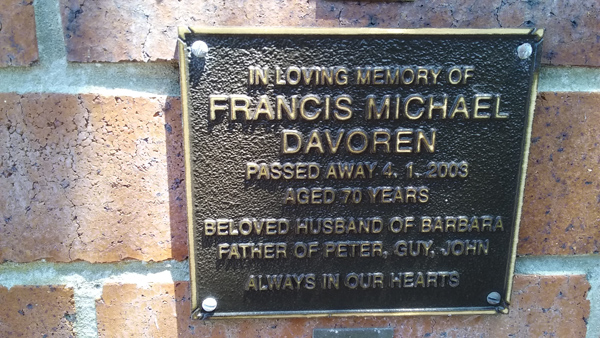 IN LOVING MEMORY OF
FRANCIS MICHAEL
DAVOREN
PASSED AWAY 4. 1. 2003
AGED 70 YEARS
BELOVED HUSBAND OF BARBARA
FATHER OF PETER, GUY, JOHN
ALWAYS IN OUR HEARTS